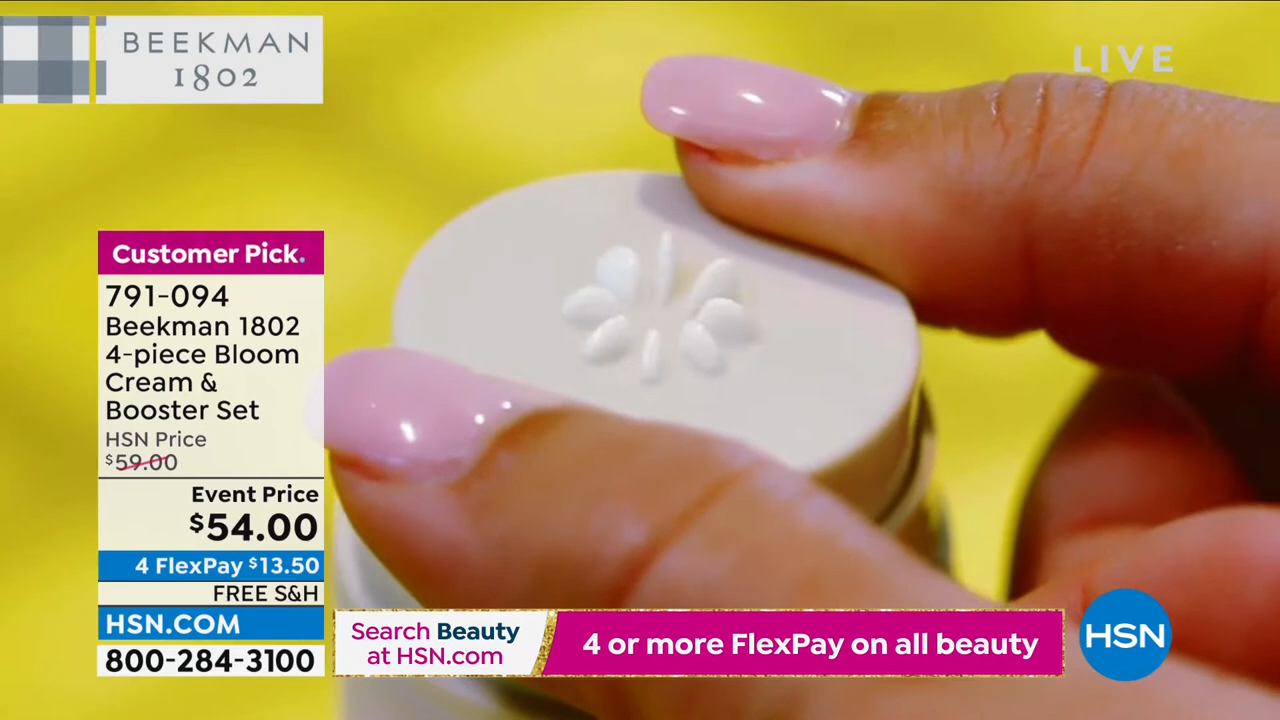 BEEKMAN
1802
LIVE
Customer Pick.
791-094
Beekman 1802
4-piece Bloom
Cream &
Booster Set
HSN Price
$59.00
Event Price
$54.00
4 FlexPay $13.50
FREE S&H
HSN.COM
800-284-3100
Search Beauty
at HSN.com
4 or more FlexPay on all beauty
HSN